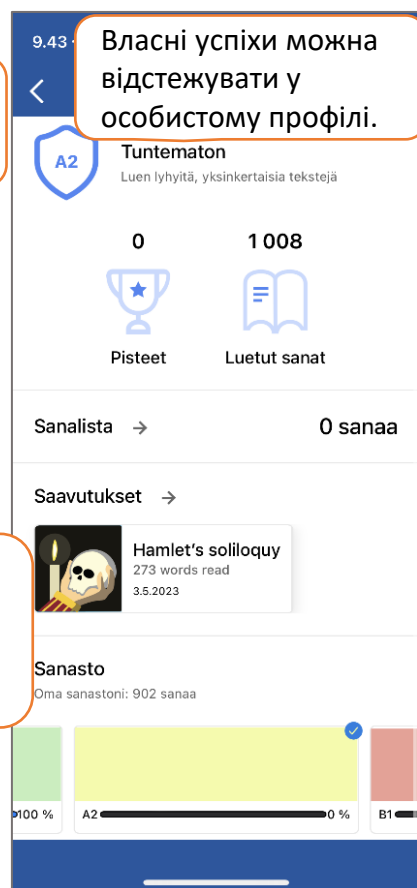 9.43
Власні успіхи можна
відстежувати у
особистому профілі.
A2
Tuntematon
Luen lyhyitä, yksinkertaisia tekstejä
0
1 008
Pisteet
Luetut sanat
Sanalista → 0 sanaa
Saavutukset →
Hamlet's soliloquy
273 words read
3.5.2023
Sanasto
Oma sanastoni: 902 sanaa
100 %
A2
0 %
B1